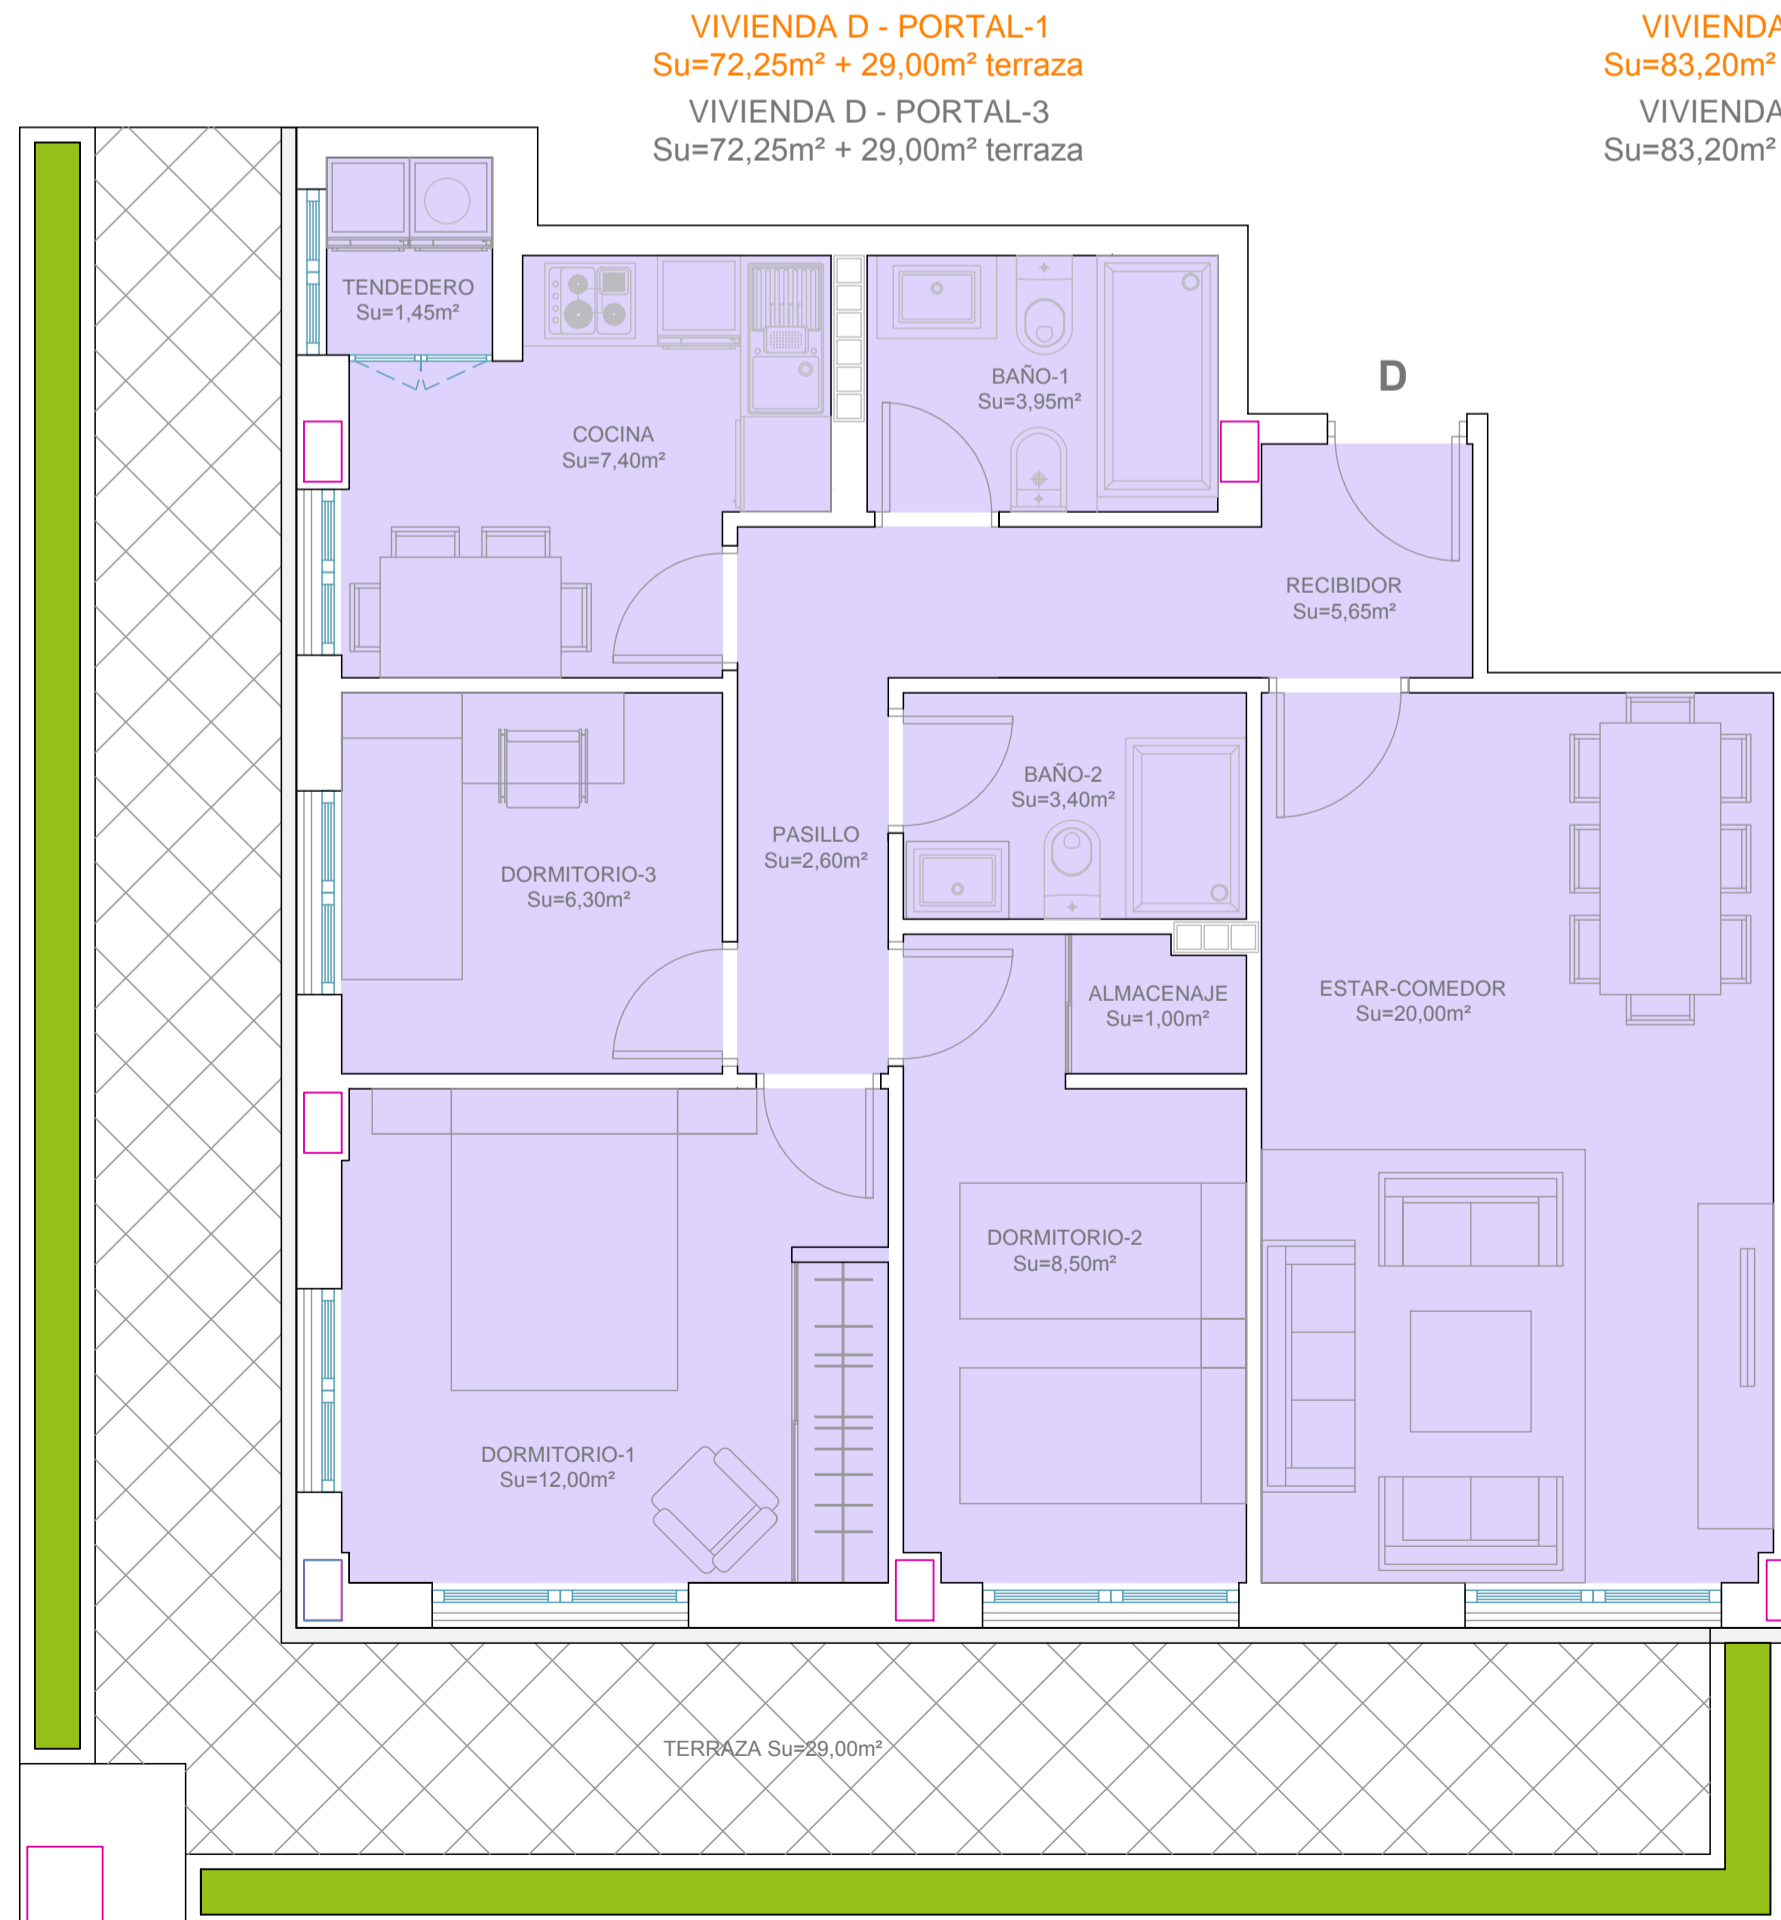 VIVIENDA D - PORTAL-1
Su=72,25m² + 29,00m² terraza
VIVIENDA D - PORTAL-3
Su=72,25m² + 29,00m² terraza
VIVIENDA
Su=83,20m²
VIVIENDA
Su=83,20m²
TENDEDERO
Su=1,45m²
COCINA
Su=7,40m²
BAÑO-1
Su=3,95m²
D
RECIBIDOR
Su=5,65m²
BAÑO-2
Su=3,40m²
PASILLO
Su=2,60m²
DORMITORIO-3
Su=6,30m²
ALMACENAJE
Su=1,00m²
ESTAR-COMEDOR
Su=20,00m²
DORMITORIO-2
Su=8,50m²
DORMITORIO-1
Su=12,00m²
TERRAZA Su=29,00m²